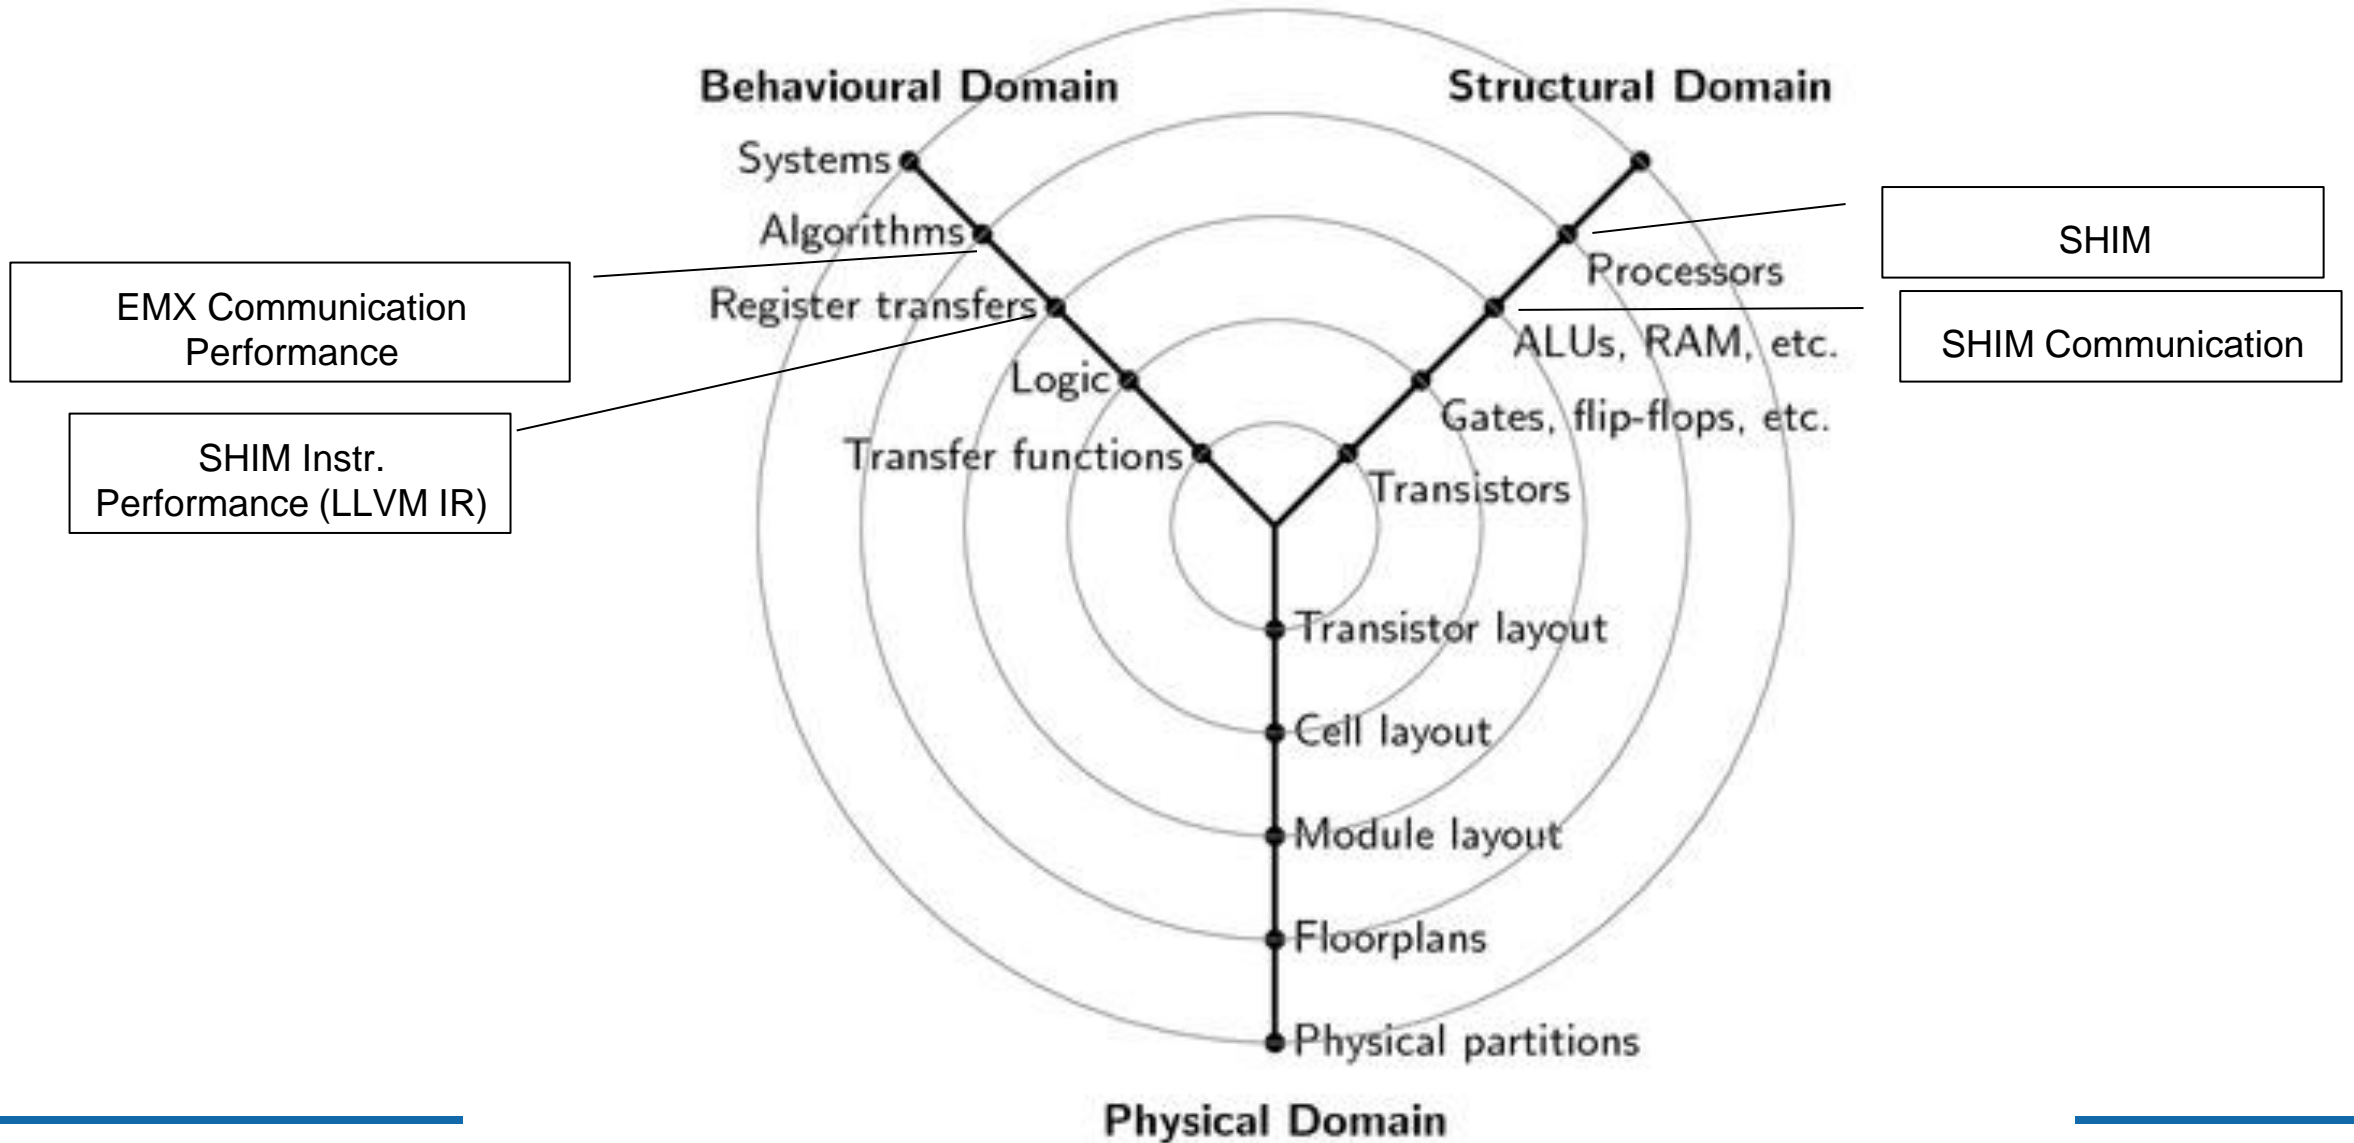 Behavioural Domain
Structural Domain
Systems
Algorithms
Register transfers
Logic
Transfer functions
Processors
ALUs, RAM, etc.
Gates, flip-flops, etc.
Transistors
EMX Communication
Performance
SHIM Instr.
Performance (LLVM IR)
SHIM
SHIM Communication
Transistor layout
Cell layout
Module layout
Floorplans
Physical partitions
Physical Domain